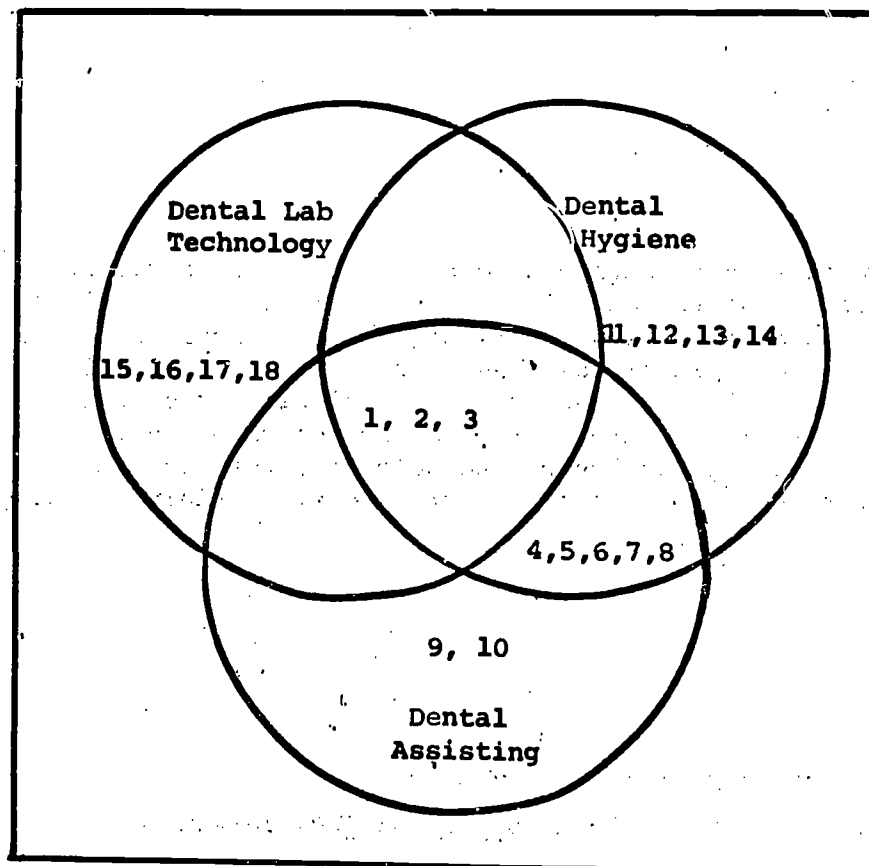 Dental Lab
Technology
Dental
Hygiene
11,12,13,14
15,16,17,18
1, 2, 3
4,5,6,7,8
9, 10
Dental
Assisting